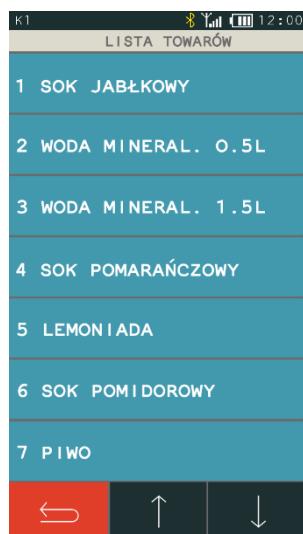 K1 12:00
LISTA TOWARÓW
1 SOK JABŁKOWY
2 WODA MINERAL. 0.5L
3 WODA MINERAL. 1.5L
4 SOK POMARAŃCZOWY
5 LEMONIADA
6 SOK POMIDOROWY
7 PIWO